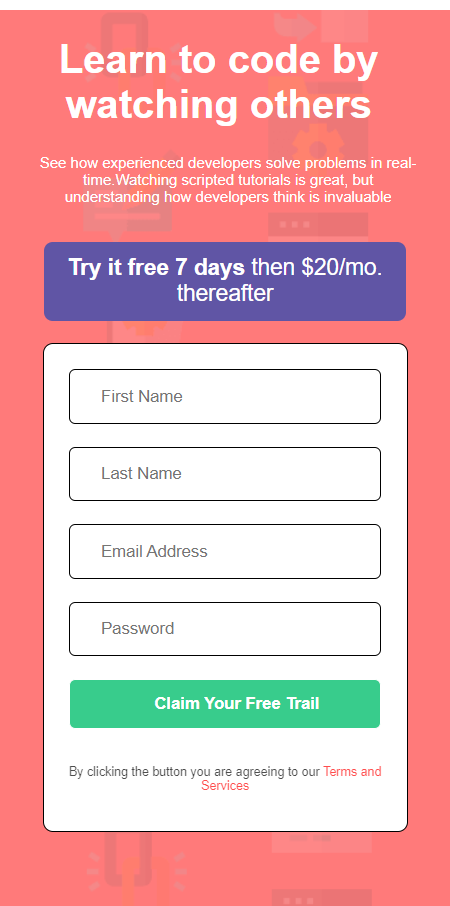 Learn to code by
watching others
See how experienced developers solve problems in real-
time.Watching scripted tutorials is great, but
understanding how developers think is invaluable
Try it free 7 days then $20/mo.
thereafter
First Name
Last Name
Email Address
Password
Claim Your Free Trail
By clicking the button you are agreeing to our Terms and
Services